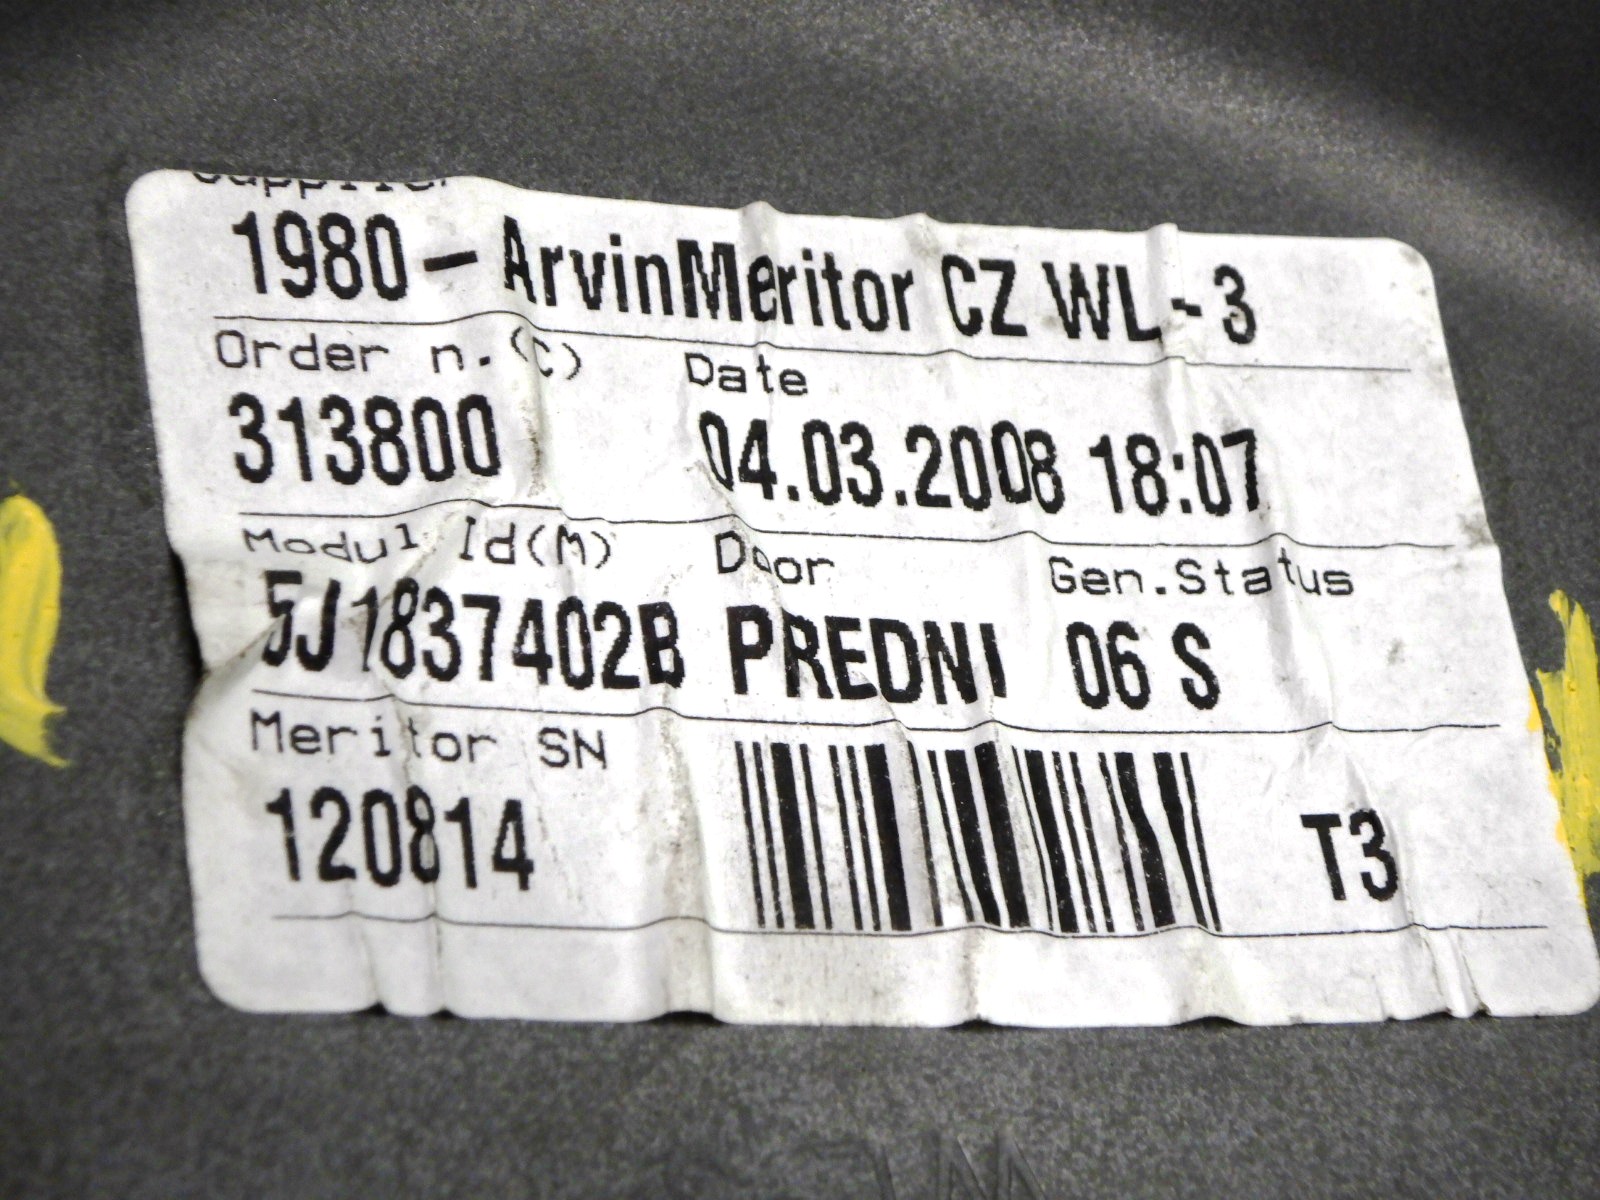 Supplier
1980 - ArvinMeritor CZ WL - 3
Order n.(C) Date
313800 04.03.2008 18:07
Modul Id(M) Door Gen.Status
5J1837402B PREDNI 06 S
Meritor SN
120814 T3